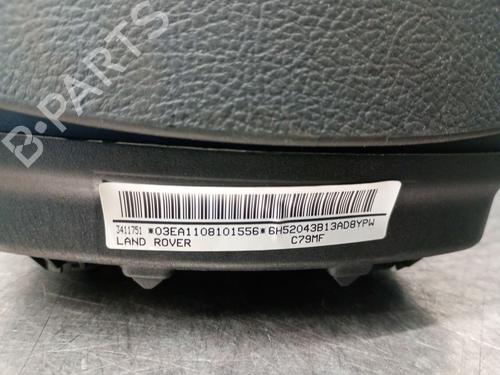 B-PARTS
3411751 *03EA1108101556*6H52043B13AD8YPW
LAND ROVER C79MF